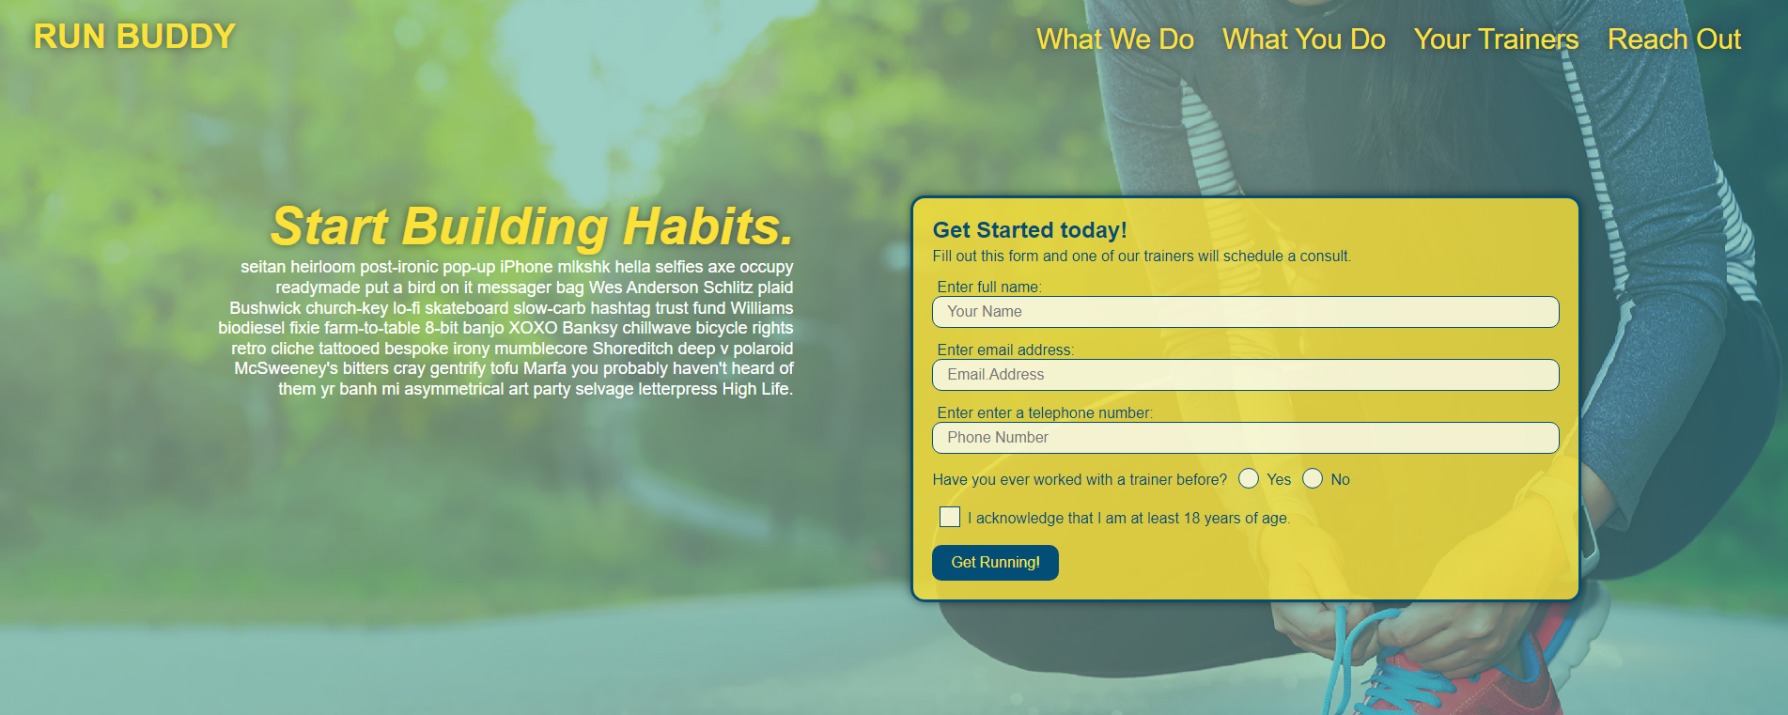 RUN BUDDY
What We Do What You Do Your Trainers Reach Out
Start Building Habits.
seitan heirloom post-ironic pop-up iPhone mlkshk hella selfies axe occupy
readymade put a bird on it messager bag Wes Anderson Schlitz plaid
Bushwick church-key lo-fi skateboard slow-carb hashtag trust fund Williams
biodiesel fixie farm-to-table 8-bit banjo XOXO Banksy chillwave bicycle rights
retro cliche tattooed bespoke irony mumblecore Shoreditch deep v polaroid
McSweeney's bitters cray gentrify tofu Marfa you probably haven't heard of
them yr banh mi asymmetrical art party selvage letterpress High Life.
Get Started today!
Fill out this form and one of our trainers will schedule a consult.
Enter full name:
Your Name
Enter email address:
Email Address
Enter enter a telephone number:
Phone Number
Have you ever worked with a trainer before? Yes No
I acknowledge that I am at least 18 years of age.
Get Running!